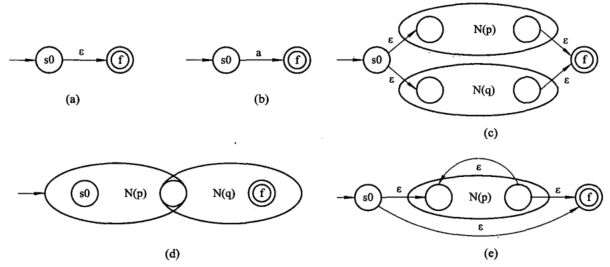 s0 ε f
(a)
s0 a f
(b)
ε N(p) ε
s0 f
ε N(q) ε
(c)
s0 N(p) N(q) f
(d)
ε
s0 ε N(p) ε f
ε
(e)